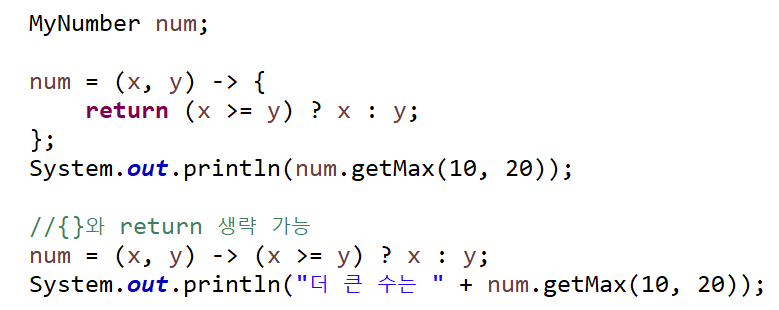 MyNumber num;
num = (x, y) -> {
return (x >= y) ? x : y;
};
System.out.println(num.getMax(10, 20));
//{}와 return 생략 가능
num = (x, y) -> (x >= y) ? x : y;
System.out.println("더 큰 수는 " + num.getMax(10, 20));